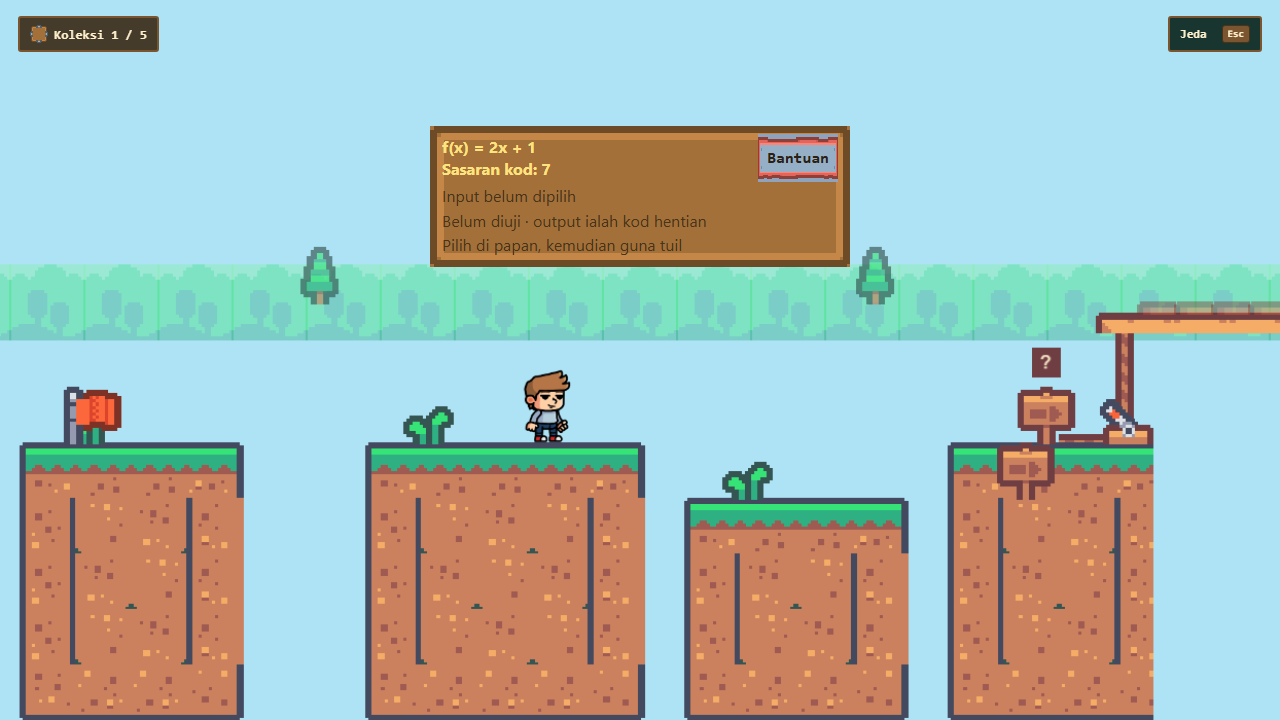 Koleksi 1 / 5
Jeda Esc
f(x) = 2x + 1
Bantuan
Sasaran kod: 7
Input belum dipilih
Belum diuji · output ialah kod hentian
Pilih di papan, kemudian guna tuil
?